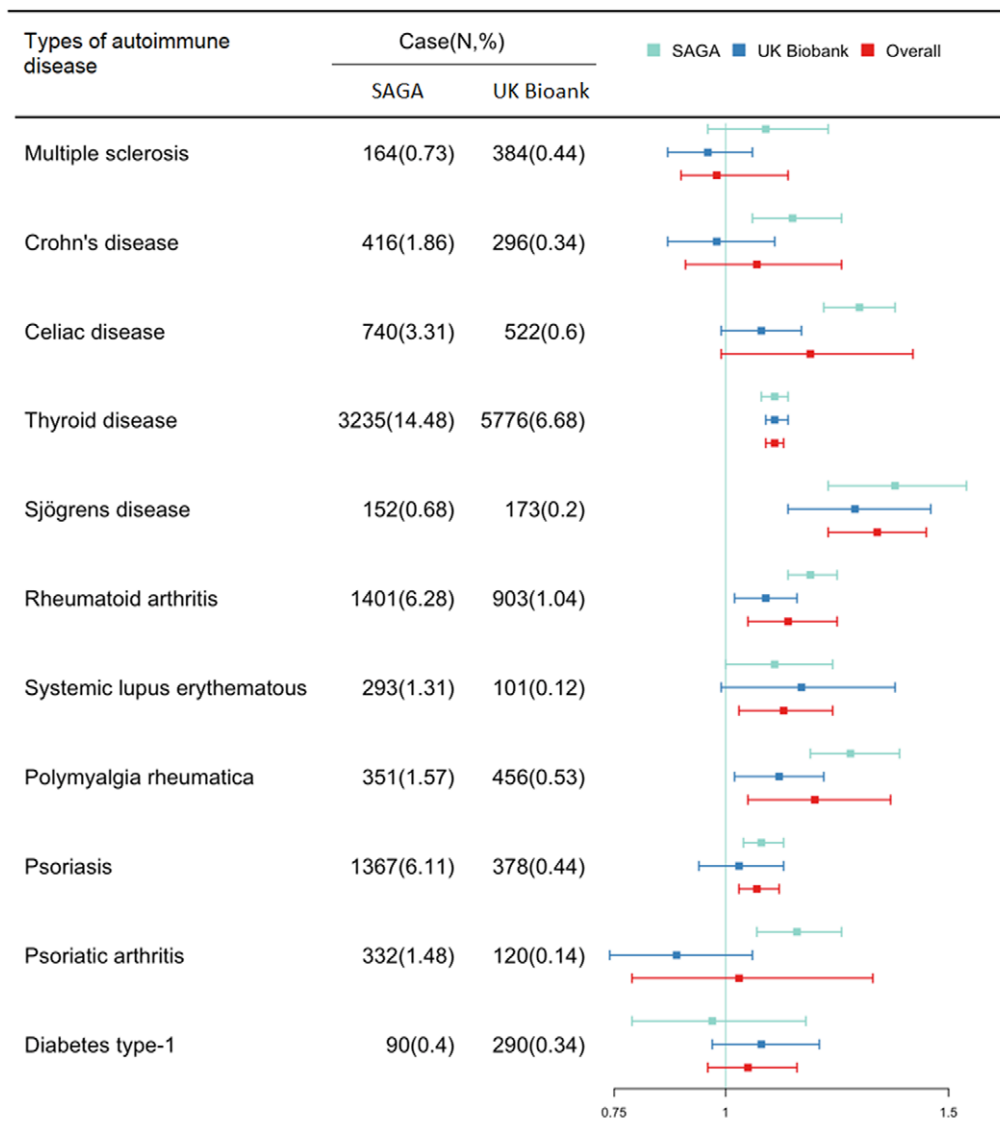 Types of autoimmune
disease
Case(N,%)
SAGA UK Bioank
SAGA UK Biobank Overall
Multiple sclerosis 164(0.73) 384(0.44)
Crohn's disease 416(1.86) 296(0.34)
Celiac disease 740(3.31) 522(0.6)
Thyroid disease 3235(14.48) 5776(6.68)
Sjögrens disease 152(0.68) 173(0.2)
Rheumatoid arthritis 1401(6.28) 903(1.04)
Systemic lupus erythematous 293(1.31) 101(0.12)
Polymyalgia rheumatica 351(1.57) 456(0.53)
Psoriasis 1367(6.11) 378(0.44)
Psoriatic arthritis 332(1.48) 120(0.14)
Diabetes type-1 90(0.4) 290(0.34)
0.75 1 1.5